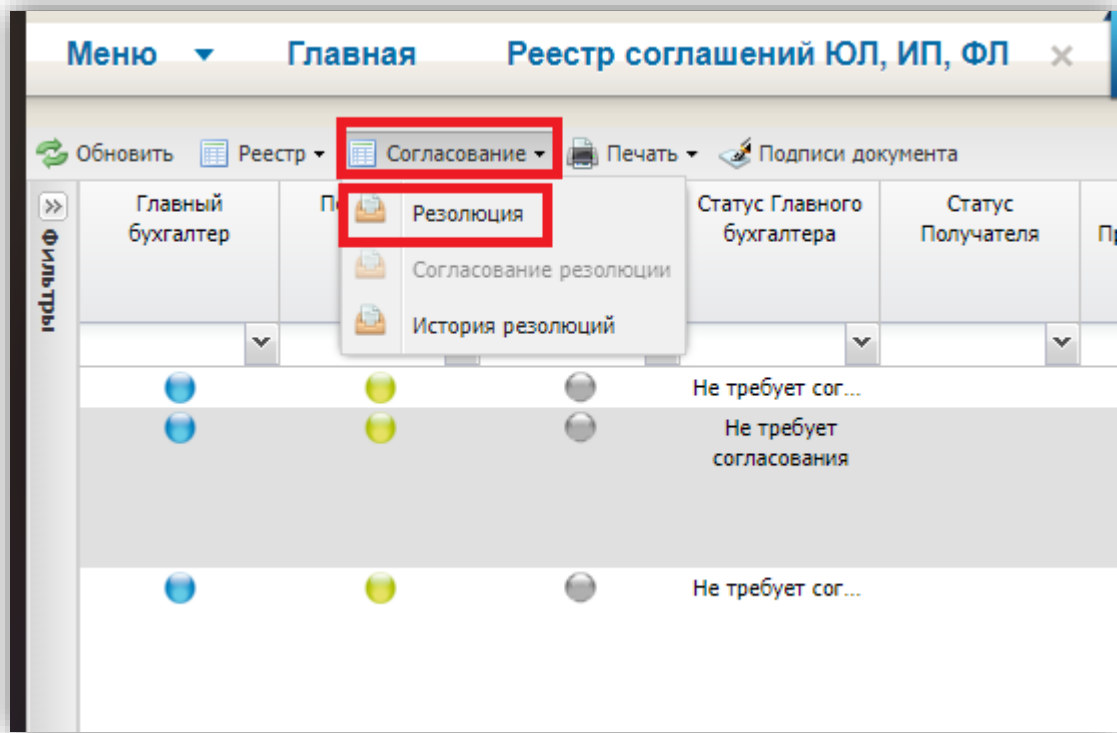 Меню Главная Реестр соглашений ЮЛ, ИП, ФЛ
Обновить Реестр Согласование Печать Подписи документа
Фильтры
Главный
бухгалтер
Статус Главного
бухгалтера
Статус
Получателя
Резолюция
Согласование резолюции
История резолюций
Не требует сог...
Не требует
согласования
Не требует сог...